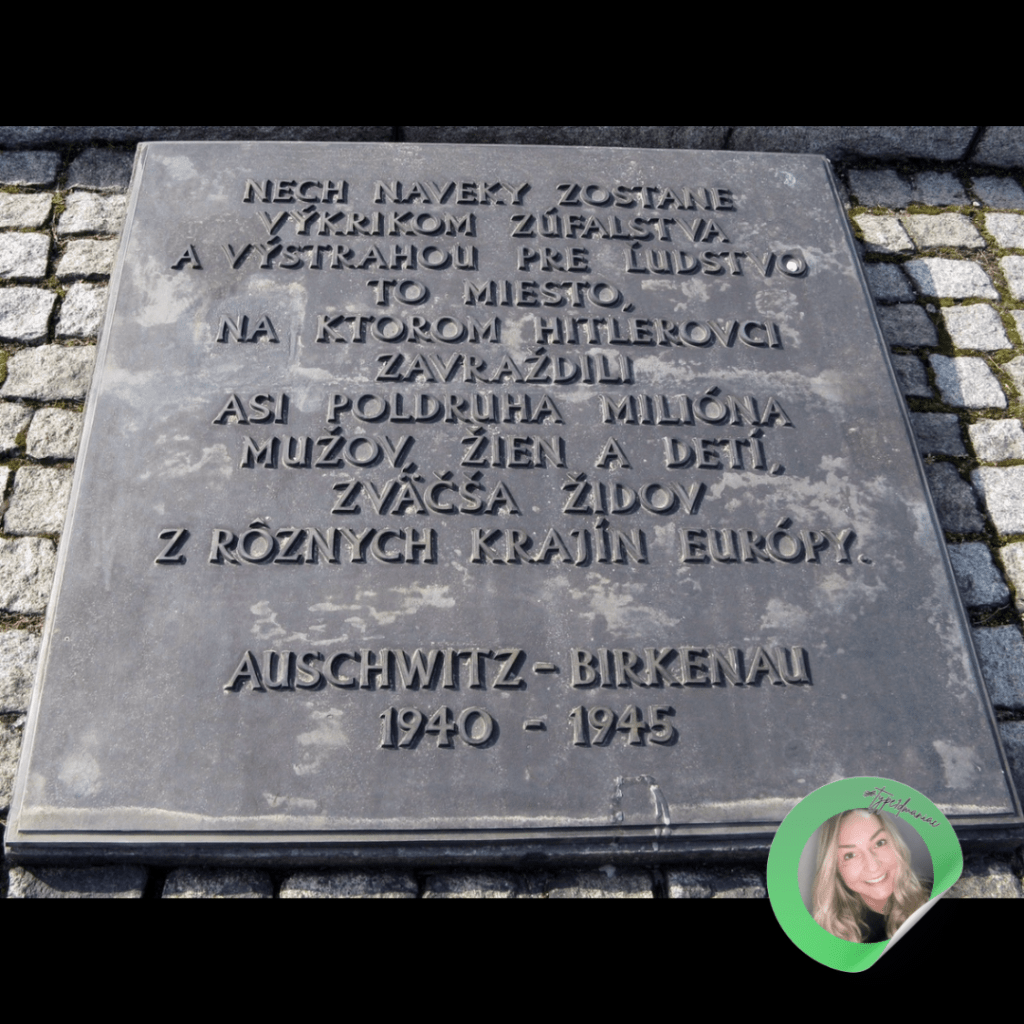 NECH NAVEKY ZOSTANE
VÝKRIKOM ZÚFALSTVA
A VÝSTRAHOU PRE ĽUDSTVO
TO MIESTO,
NA KTOROM HITLEROVCI
ZAVRAŽDILI
ASI POLDRUHA MILIÓNA
MUŽOV, ŽIEN A DETÍ,
ZVÄČŠA ŽIDOV
Z RÔZNYCH KRAJÍN EURÓPY.
AUSCHWITZ - BIRKENAU
1940 - 1945